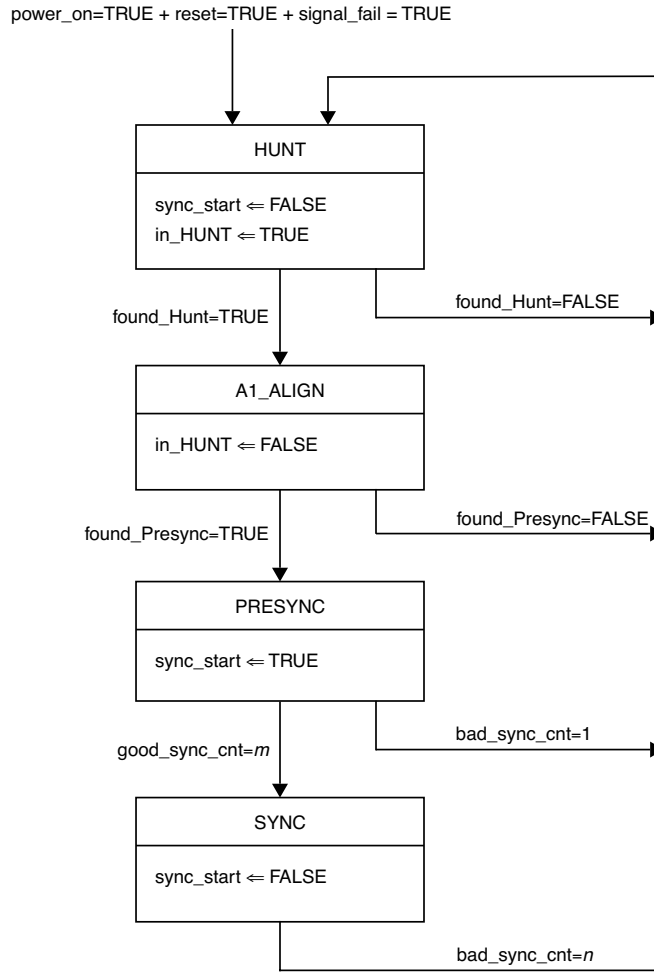 power_on=TRUE + reset=TRUE + signal_fail = TRUE
HUNT
sync_start ⇐ FALSE
in_HUNT ⇐ TRUE
found_Hunt=FALSE
found_Hunt=TRUE
A1_ALIGN
in_HUNT ⇐ FALSE
found_Presync=FALSE
found_Presync=TRUE
PRESYNC
sync_start ⇐ TRUE
bad_sync_cnt=1
good_sync_cnt=m
SYNC
sync_start ⇐ FALSE
bad_sync_cnt=n